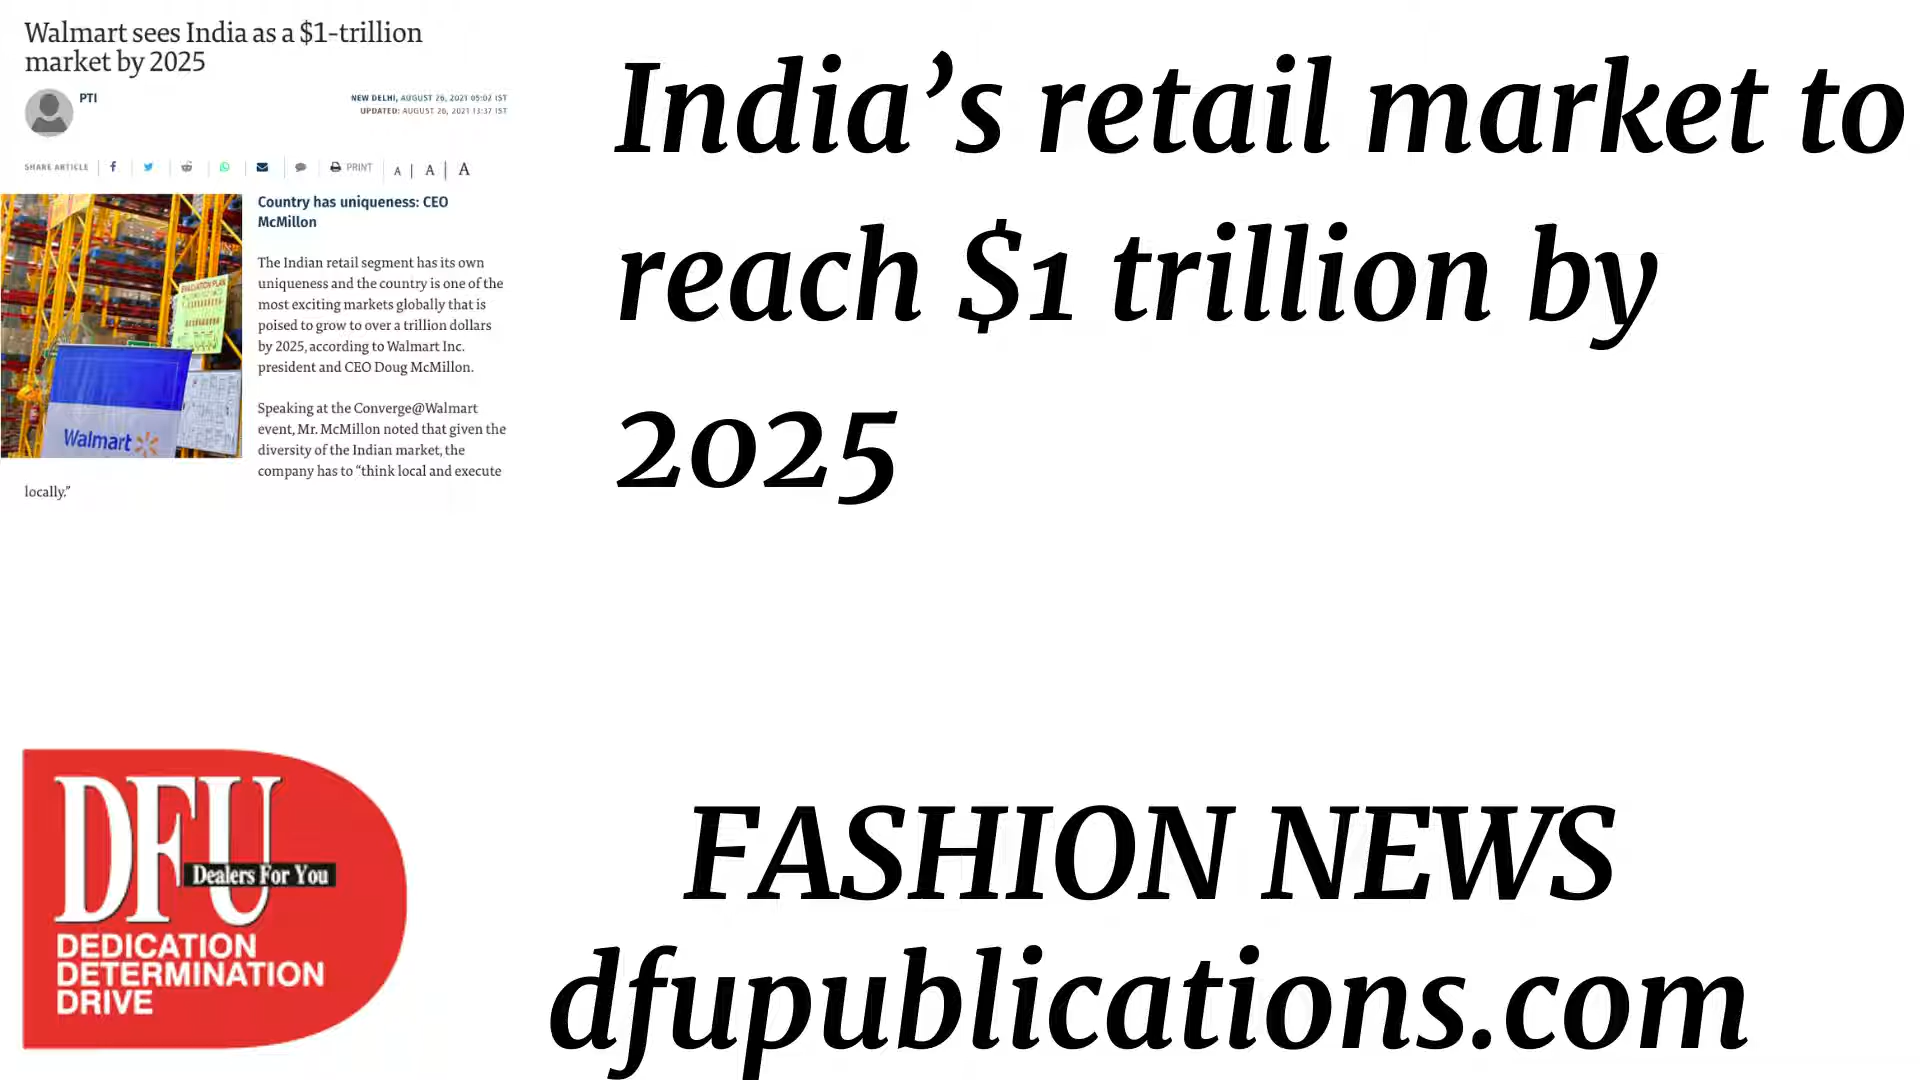 Walmart sees India as a $1-trillion
market by 2025
PTI
NEW DELHI, AUGUST 26, 2021 05:02 IST
UPDATED: AUGUST 26, 2021 13:37 IST
SHARE ARTICLE
PRINT
A | A | A
Country has uniqueness: CEO
McMillon
The Indian retail segment has its own
uniqueness and the country is one of the
most exciting markets globally that is
poised to grow to over a trillion dollars
by 2025, according to Walmart Inc.
president and CEO Doug McMillon.
Speaking at the Converge@Walmart
event, Mr. McMillon noted that given the
diversity of the Indian market, the
company has to “think local and execute
locally.”
EVACUATION PLAN
Walmart
India’s retail market to
reach $1 trillion by
2025
DFU
Dealers For You
DEDICATION
DETERMINATION
DRIVE
FASHION NEWS
dfupublications.com